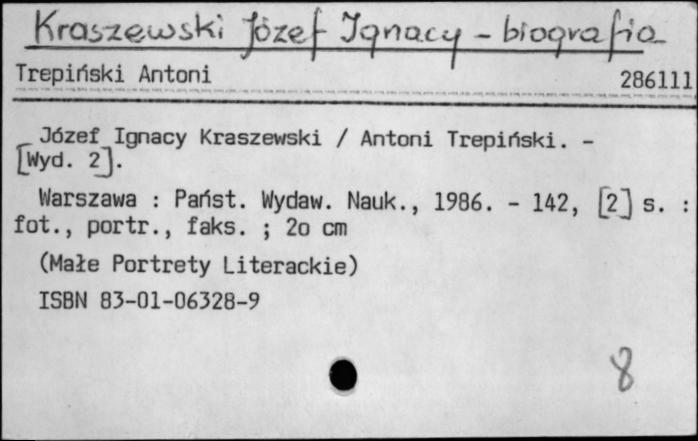 Kraszewski Józef Ignacy - biografia
Trepiński Antoni 286111
Józef Ignacy Kraszewski / Antoni Trepiński. -
[Wyd. 2].
Warszawa : Państ. Wydaw. Nauk., 1986. - 142, [2] s. :
fot., portr., faks. ; 2o cm
(Małe Portrety Literackie)
ISBN 83-01-06328-9
8